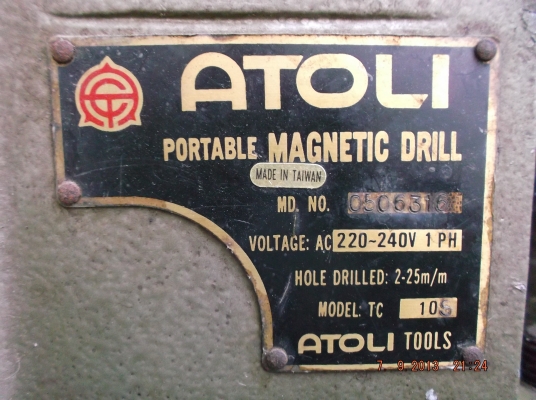 ATOLI
PORTABLE MAGNETIC DRILL
MADE IN TAIWAN
MD. NO.
VOLTAGE: AC 220~240V 1 PH
HOLE DRILLED: 2-25m/m
MODEL: TC 10S
ATOLI TOOLS
7. 9.2013 21:24